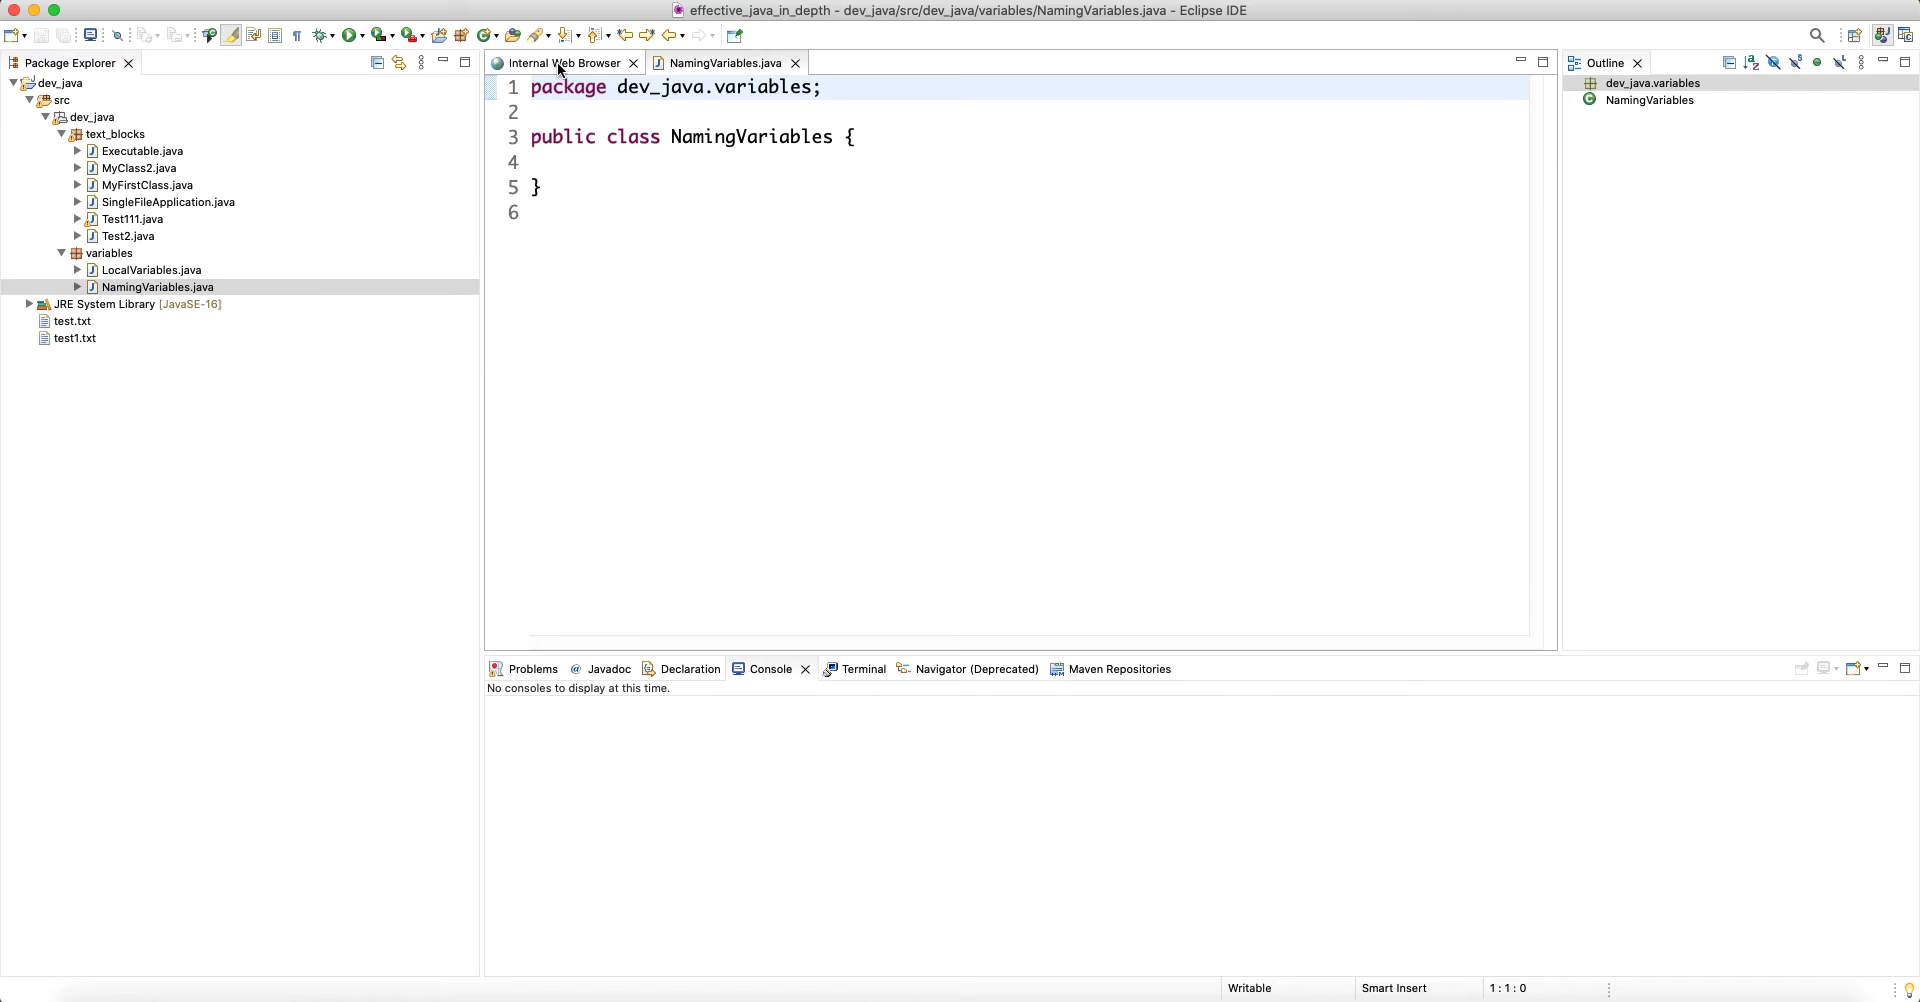 effective_java_in_depth - dev_java/src/dev_java/variables/NamingVariables.java - Eclipse IDE
Package Explorer
dev_java
src
dev_java
text_blocks
Executable.java
MyClass2.java
MyFirstClass.java
SingleFileApplication.java
Test111.java
Test2.java
variables
LocalVariables.java
NamingVariables.java
JRE System Library [JavaSE-16]
test.txt
test1.txt
Internal Web Browser
NamingVariables.java
1 package dev_java.variables;
2
3 public class NamingVariables {
4
5 }
6
Outline
dev_java.variables
NamingVariables
Problems
@ Javadoc
Declaration
Console
Terminal
Navigator (Deprecated)
Maven Repositories
No consoles to display at this time.
Writable
Smart Insert
1 : 1 : 0